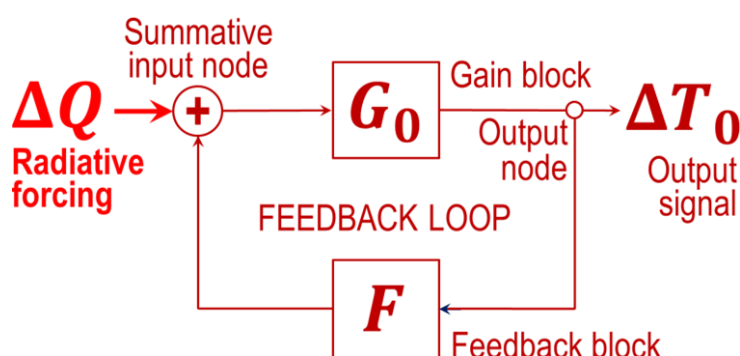 Summative
input node
ΔQ
+
G₀
Gain block
ΔT₀
Radiative
forcing
Output
node
Output
signal
FEEDBACK LOOP
F
Feedback block